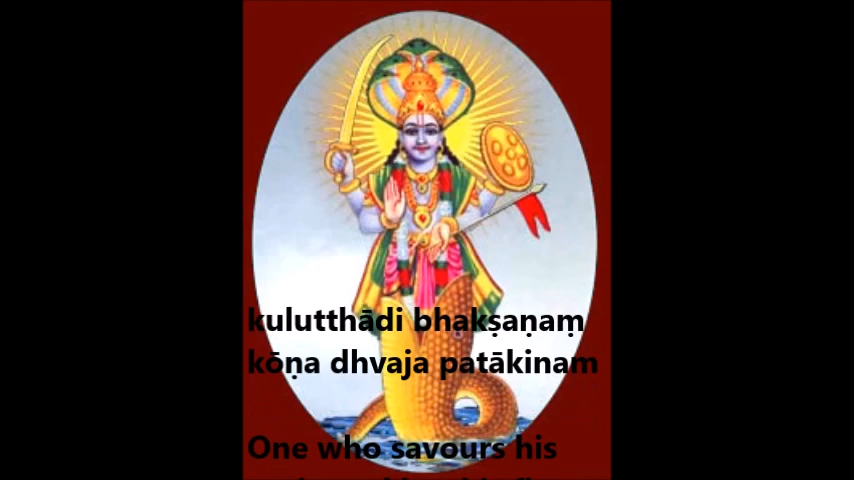 kulutthādi bhakṣaṇaṃ
kōṇa dhvaja patākinam
One who savours his